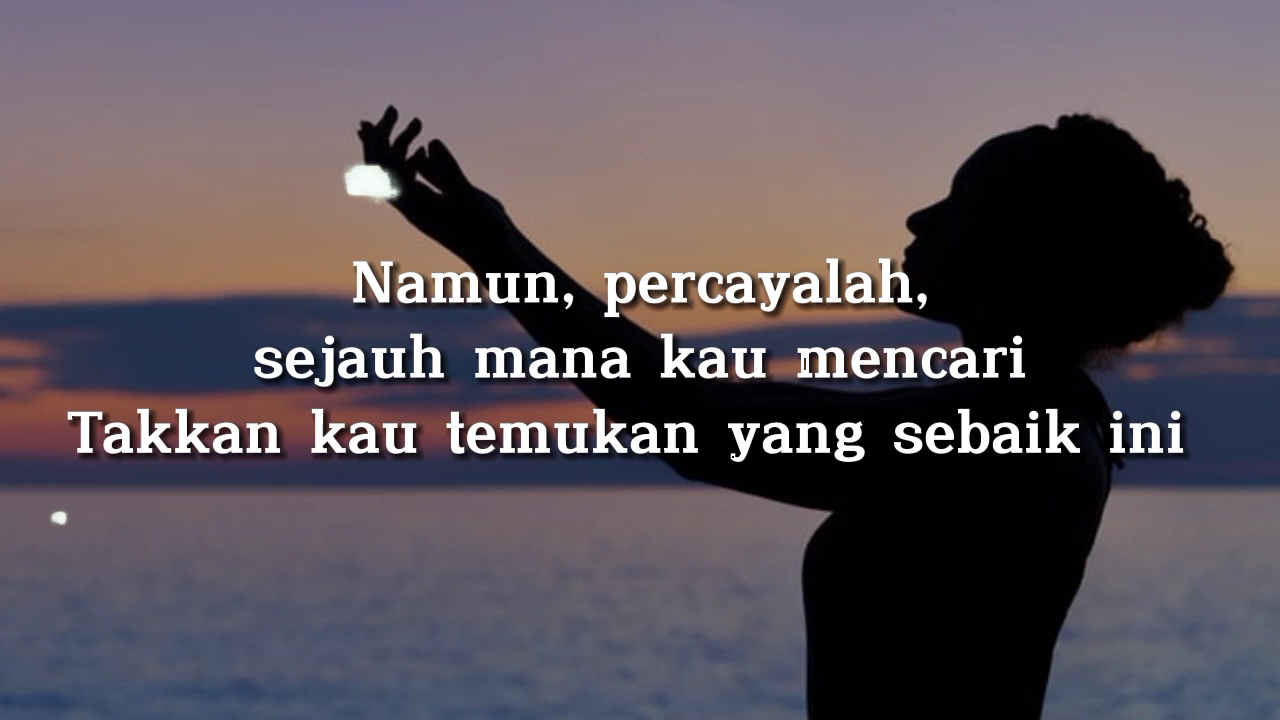 Namun, percayalah,
sejauh mana kau mencari
Takkan kau temukan yang sebaik ini